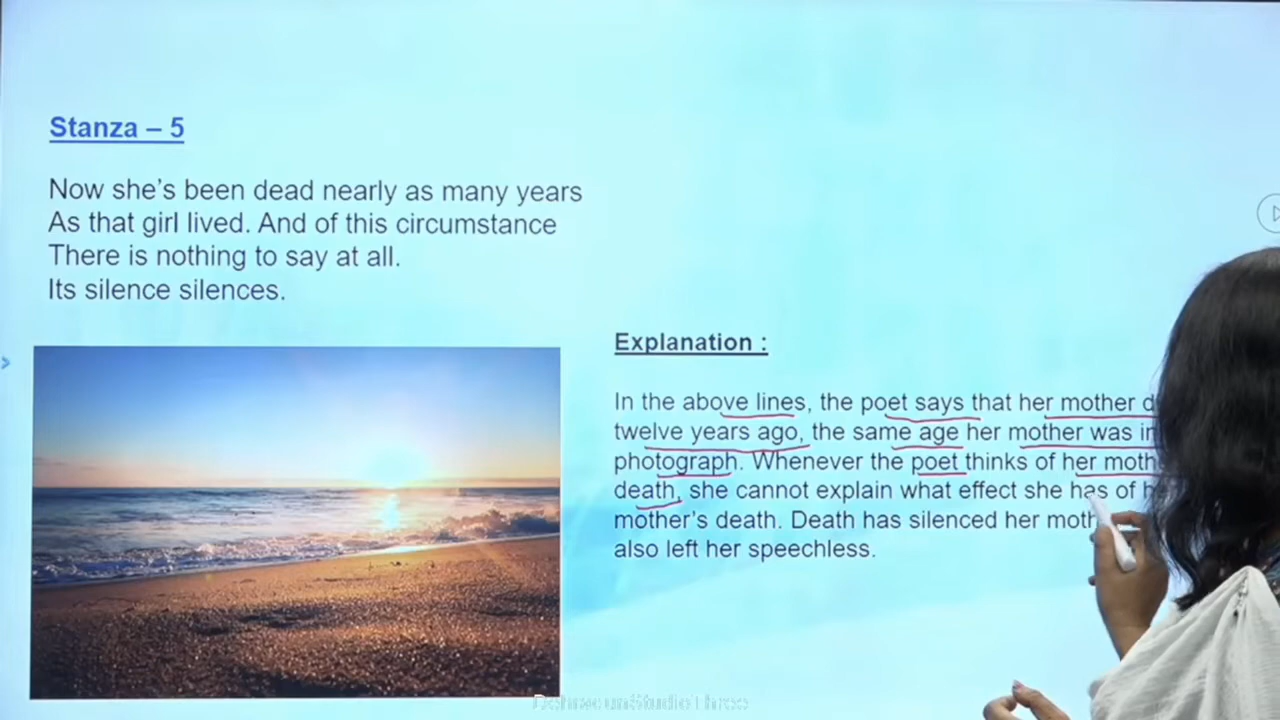 Stanza – 5
Now she's been dead nearly as many years
As that girl lived. And of this circumstance
There is nothing to say at all.
Its silence silences.
Explanation :
In the above lines, the poet says that her mother
twelve years ago, the same age her mother was in
photograph. Whenever the poet thinks of her
death, she cannot explain what effect she has of
mother's death. Death has silenced her
also left her speechless.